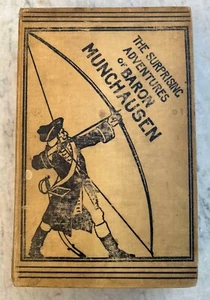 THE SURPRISING
ADVENTURES
OF BARON
MUNCHAUSEN